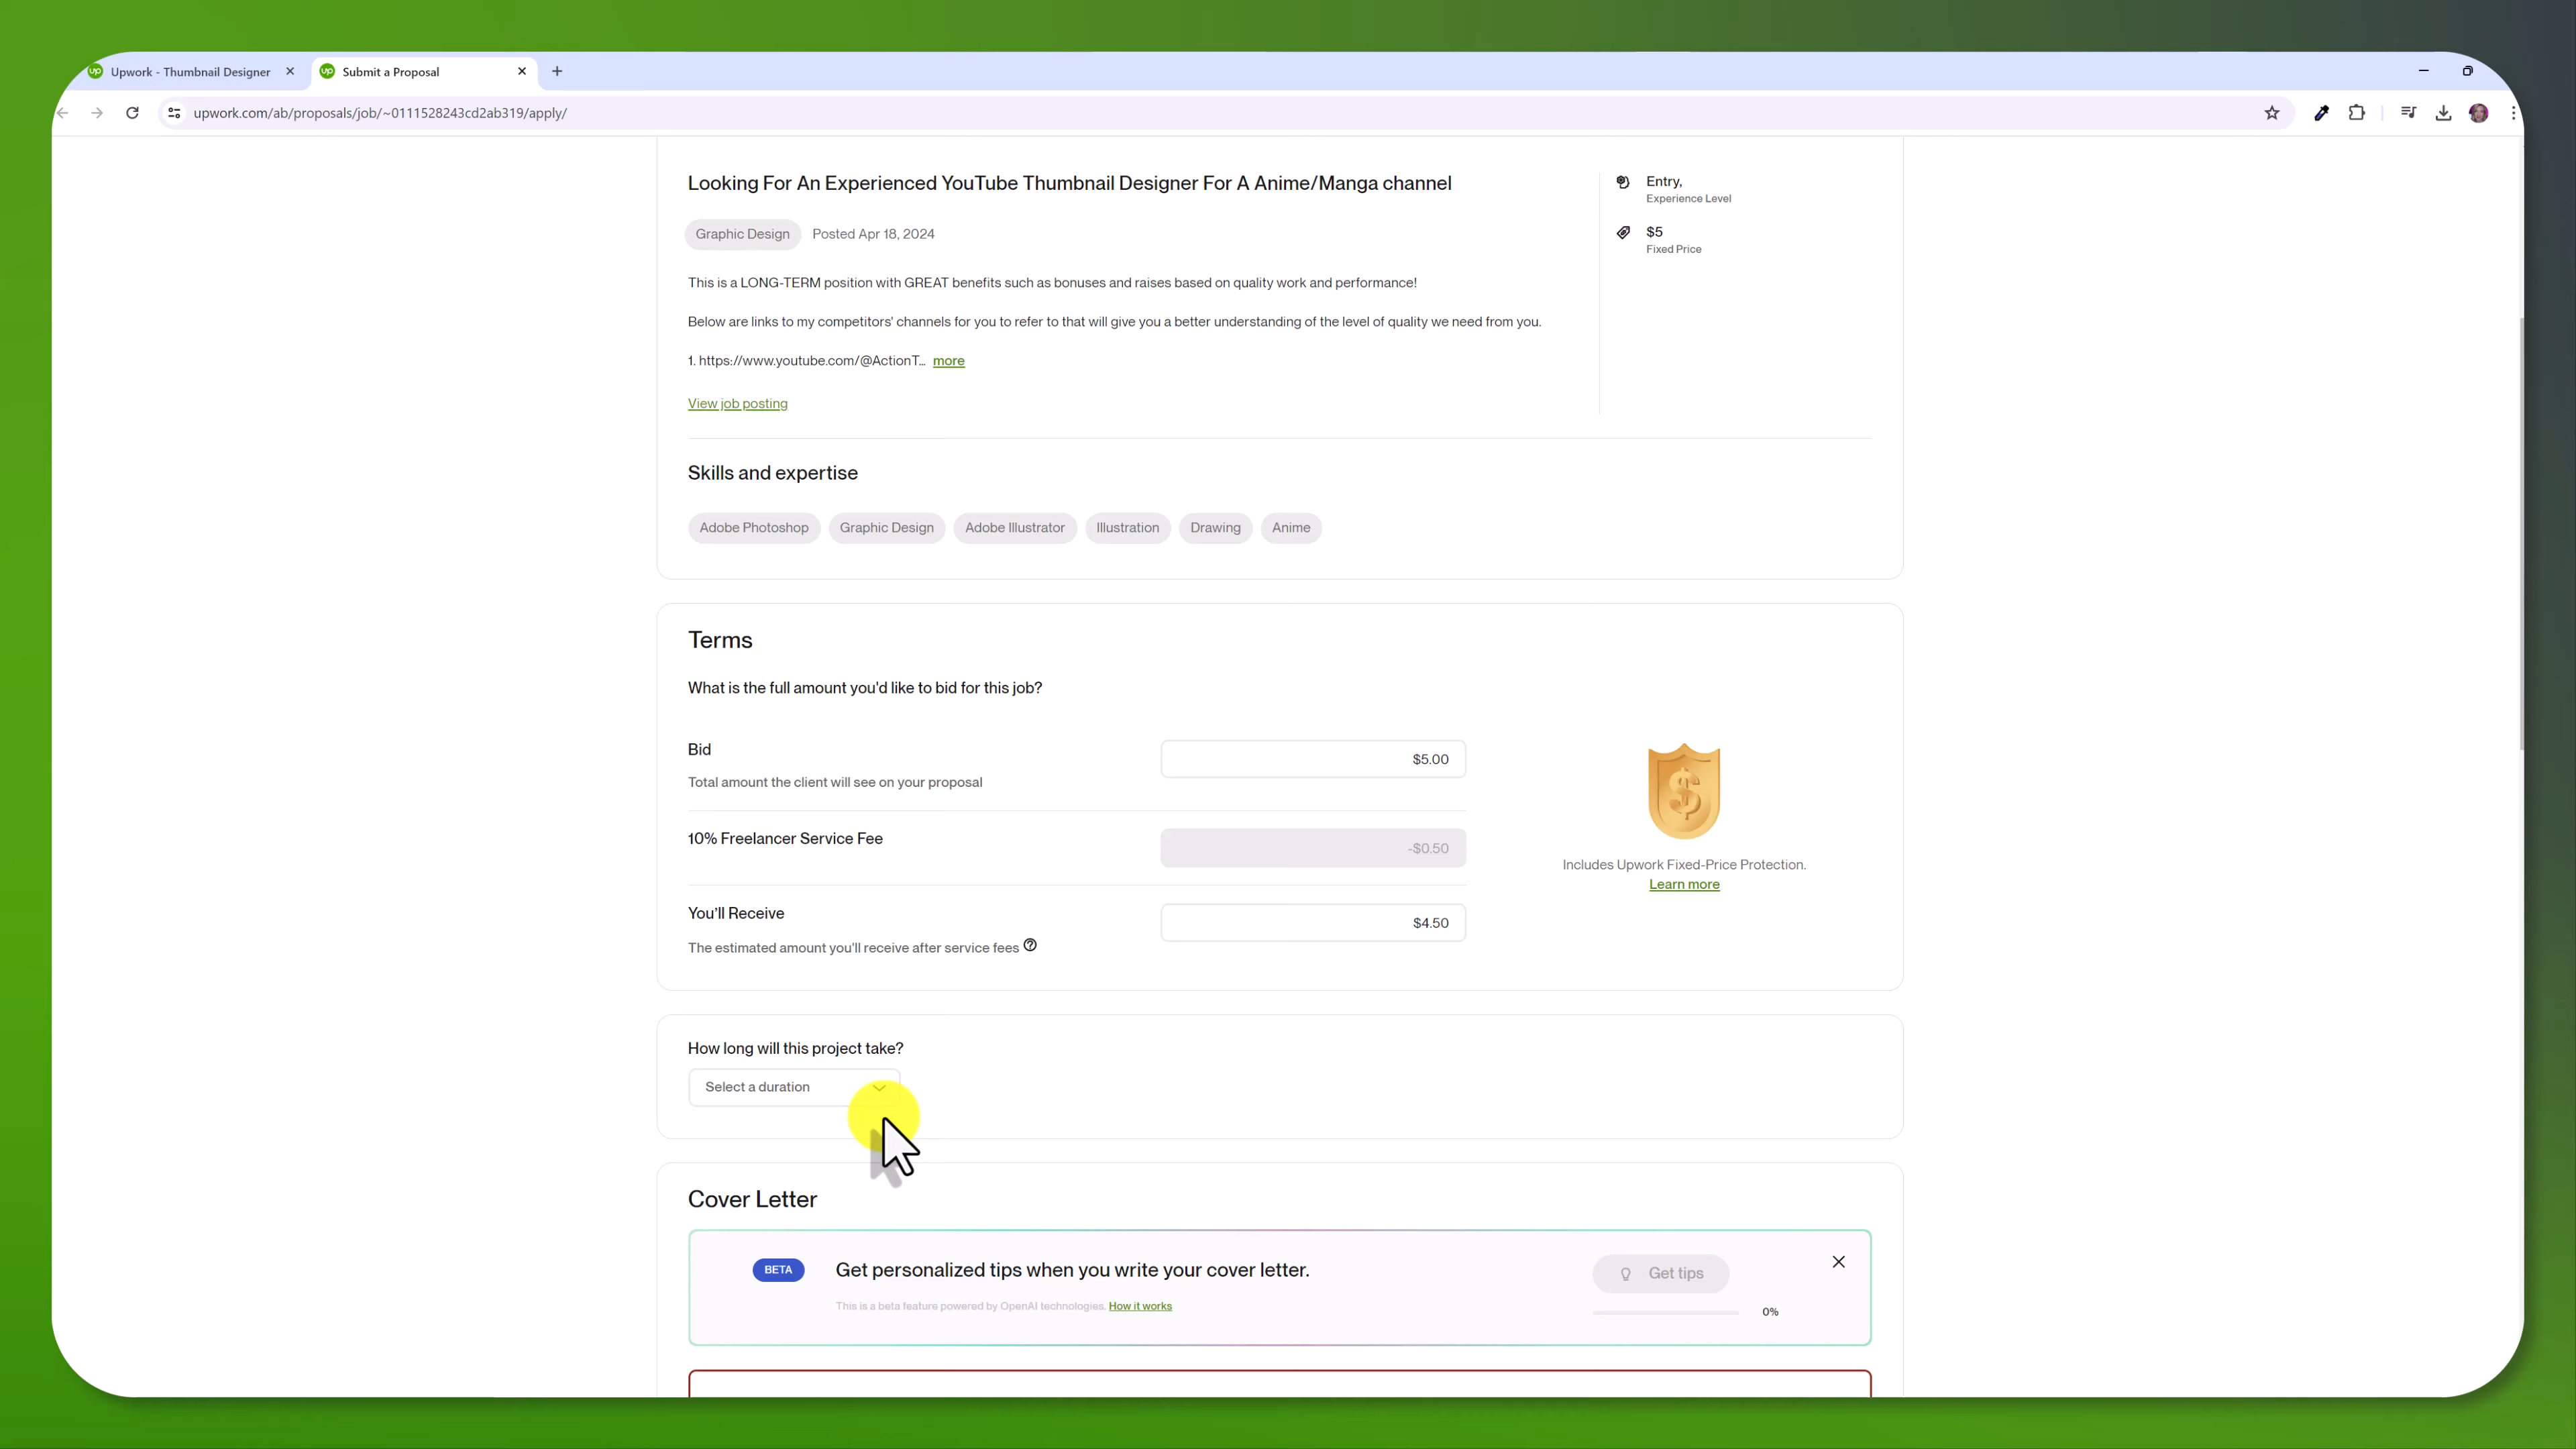 Upwork - Thumbnail Designer
Submit a Proposal
upwork.com/ab/proposals/job/~0111528243cd2ab319/apply/
Looking For An Experienced YouTube Thumbnail Designer For A Anime/Manga channel
Graphic Design Posted Apr 18, 2024
This is a LONG-TERM position with GREAT benefits such as bonuses and raises based on quality work and performance!
Below are links to my competitors' channels for you to refer to that will give you a better understanding of the level of quality we need from you.
1. https://www.youtube.com/@ActionT... more
View job posting
Entry,
Experience Level
$5
Fixed Price
Skills and expertise
Adobe Photoshop Graphic Design Adobe Illustrator Illustration Drawing Anime
Terms
What is the full amount you'd like to bid for this job?
Bid
$5.00
Total amount the client will see on your proposal
10% Freelancer Service Fee
-$0.50
You'll Receive
$4.50
The estimated amount you'll receive after service fees
Includes Upwork Fixed-Price Protection.
Learn more
How long will this project take?
Select a duration
Cover Letter
BETA
Get personalized tips when you write your cover letter.
This is a beta feature powered by OpenAI technologies. How it works
Get tips
0%